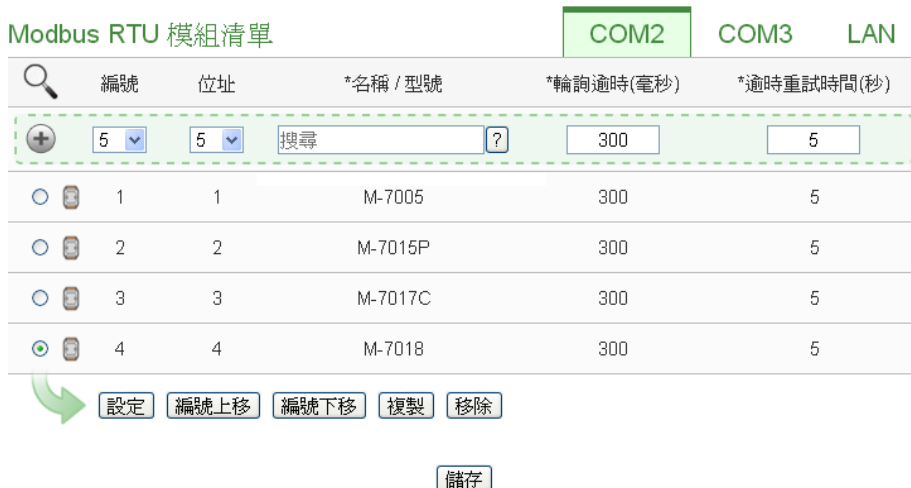 Modbus RTU 模組清單 COM2 COM3 LAN
編號 位址 *名稱 / 型號 *輪詢逾時(毫秒) *逾時重試時間(秒)
5 5 搜尋 ? 300 5
1 1 M-7005 300 5
2 2 M-7015P 300 5
3 3 M-7017C 300 5
4 4 M-7018 300 5
設定 編號上移 編號下移 複製 移除
儲存